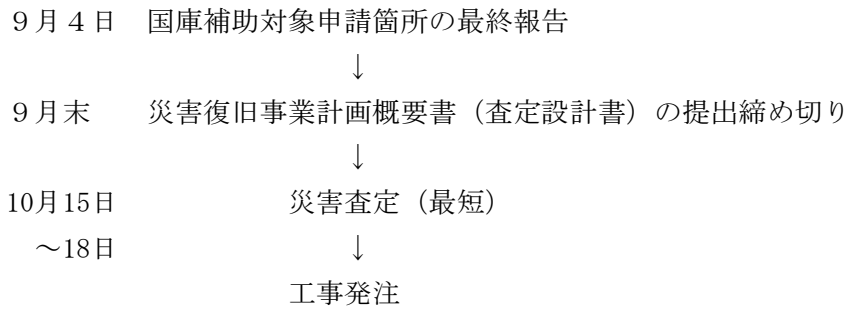 ９月４日　国庫補助対象申請箇所の最終報告
↓
９月末　　災害復旧事業計画概要書（査定設計書）の提出締め切り
↓
10月15日　　　　　　災害査定（最短）
～18日　　　　　　　　↓
工事発注